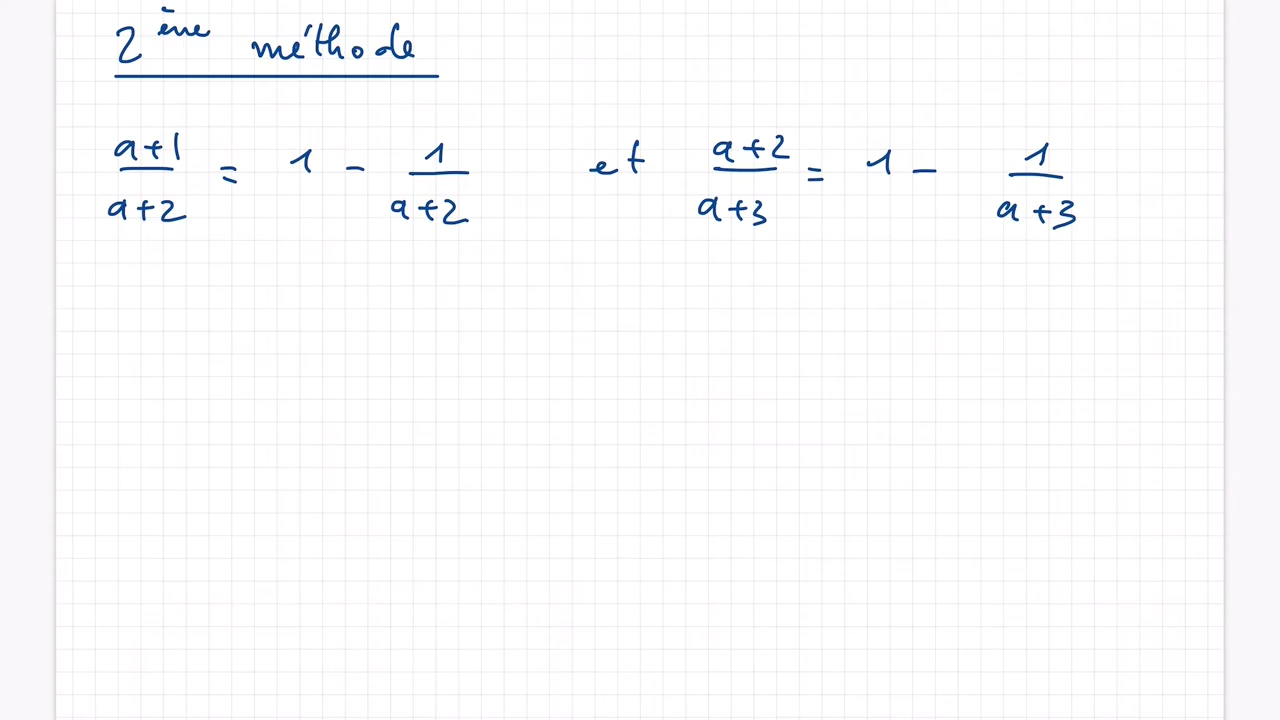 2ème méthode
(a+1)/(a+2) = 1 - 1/(a+2) et (a+2)/(a+3) = 1 - 1/(a+3)